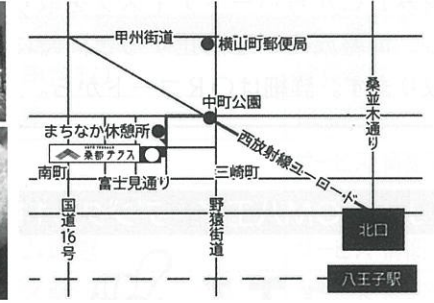 甲州街道
横山町郵便局
桑並木通り
中町公園
まちなか休憩所
桑都テラス
西放射線ユーロード
南町
富士見通り
三崎町
国道16号
野猿街道
北口
八王子駅